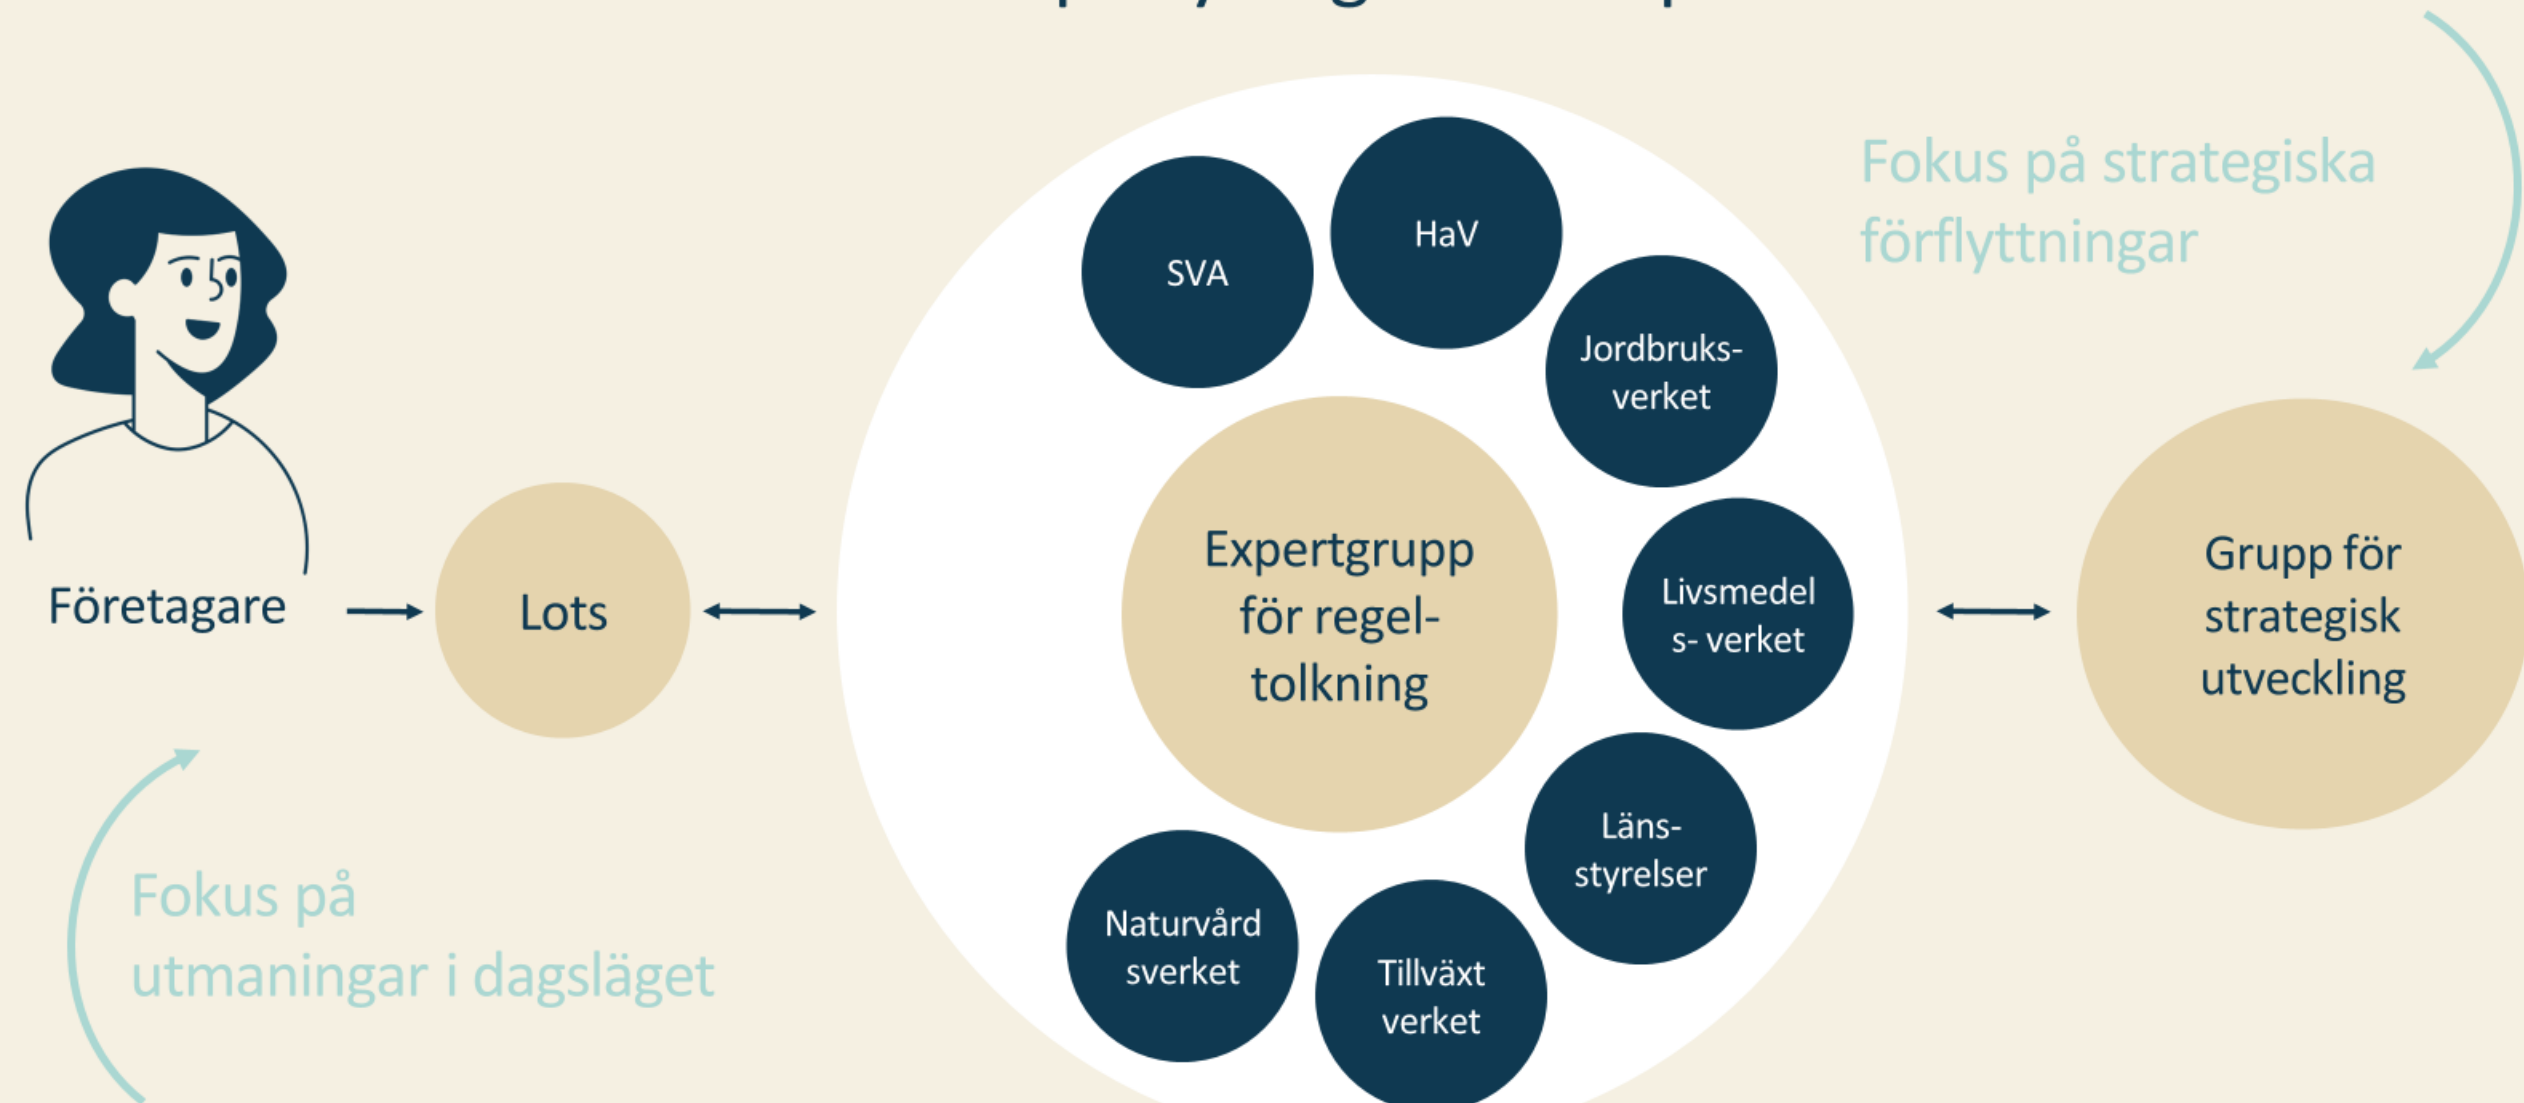 SVA
HaV
Fokus på strategiska
förflyttningar
Jordbruks-
verket
Företagare
Lots
Expertgrupp
för regel-
tolkning
Livsmedel
s- verket
Grupp för
strategisk
utveckling
Läns-
styrelser
Fokus på
utmaningar i dagsläget
Naturvård
sverket
Tillväxt
verket